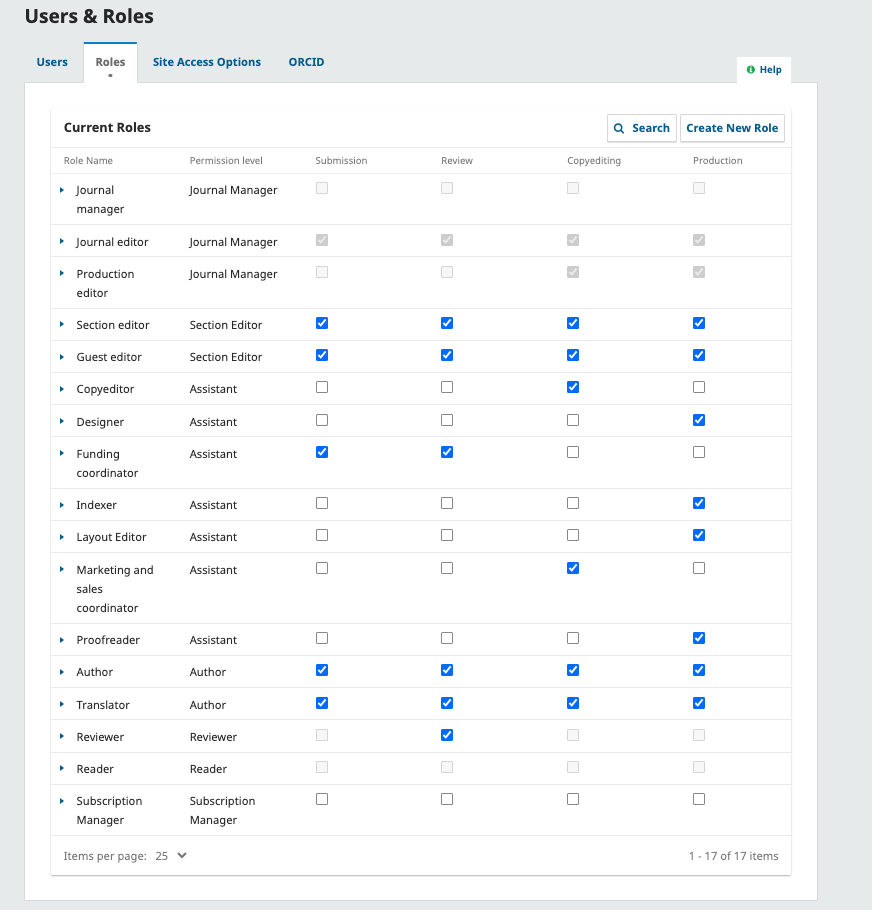 Users & Roles
Users Roles Site Access Options ORCID
Help
Current Roles Search Create New Role
Role Name Permission level Submission Review Copyediting Production
Journal manager Journal Manager
Journal editor Journal Manager
Production editor Journal Manager
Section editor Section Editor
Guest editor Section Editor
Copyeditor Assistant
Designer Assistant
Funding coordinator Assistant
Indexer Assistant
Layout Editor Assistant
Marketing and sales coordinator Assistant
Proofreader Assistant
Author Author
Translator Author
Reviewer Reviewer
Reader Reader
Subscription Manager Subscription Manager
Items per page: 25 1 - 17 of 17 items